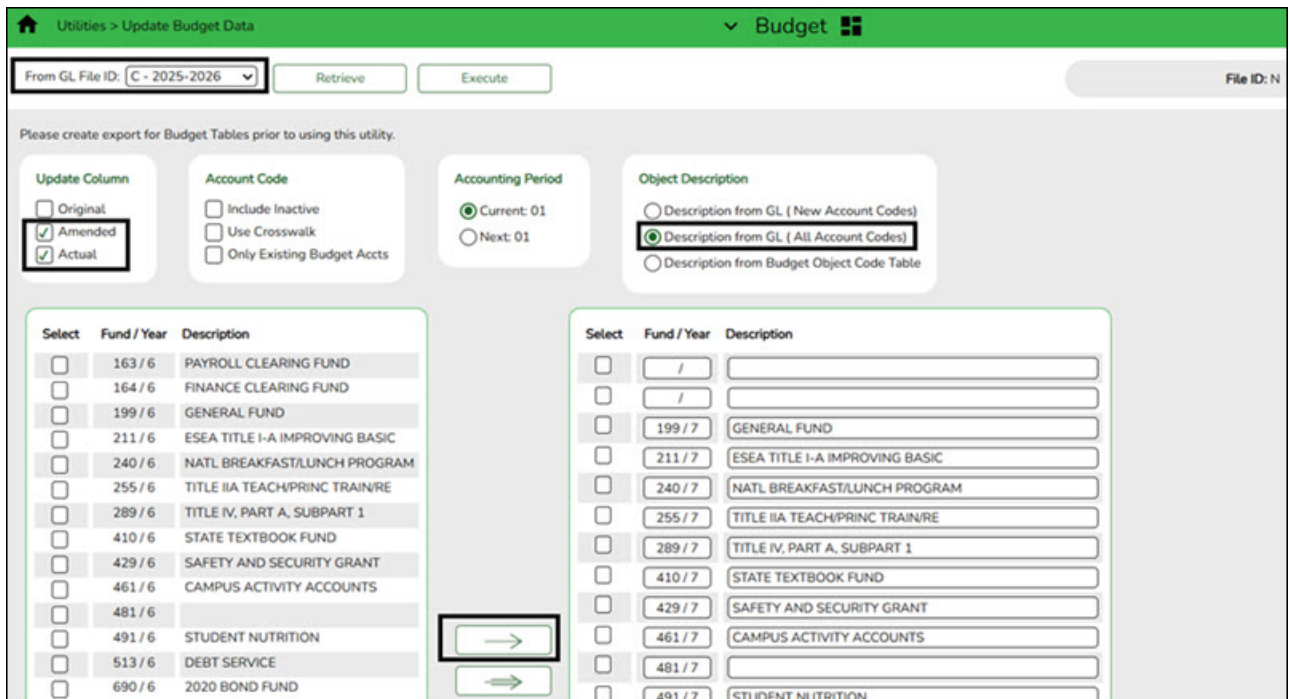 Utilities > Update Budget Data
Budget
From GL File ID: C - 2025-2026
Retrieve
Execute
File ID: N
Please create export for Budget Tables prior to using this utility.
Update Column
Original
Amended
Actual
Account Code
Include Inactive
Use Crosswalk
Only Existing Budget Accts
Accounting Period
Current: 01
Next: 01
Object Description
Description from GL ( New Account Codes)
Description from GL ( All Account Codes)
Description from Budget Object Code Table
Select Fund / Year Description
163 / 6 PAYROLL CLEARING FUND
164 / 6 FINANCE CLEARING FUND
199 / 6 GENERAL FUND
211 / 6 ESEA TITLE I-A IMPROVING BASIC
240 / 6 NATL BREAKFAST/LUNCH PROGRAM
255 / 6 TITLE IIA TEACH/PRINC TRAIN/RE
289 / 6 TITLE IV, PART A, SUBPART 1
410 / 6 STATE TEXTBOOK FUND
429 / 6 SAFETY AND SECURITY GRANT
461 / 6 CAMPUS ACTIVITY ACCOUNTS
481 / 6
491 / 6 STUDENT NUTRITION
513 / 6 DEBT SERVICE
690 / 6 2020 BOND FUND
Select Fund / Year Description
/
/
199 / 7 GENERAL FUND
211 / 7 ESEA TITLE I-A IMPROVING BASIC
240 / 7 NATL BREAKFAST/LUNCH PROGRAM
255 / 7 TITLE IIA TEACH/PRINC TRAIN/RE
289 / 7 TITLE IV, PART A, SUBPART 1
410 / 7 STATE TEXTBOOK FUND
429 / 7 SAFETY AND SECURITY GRANT
461 / 7 CAMPUS ACTIVITY ACCOUNTS
481 / 7
491 / 7 STUDENT NUTRITION